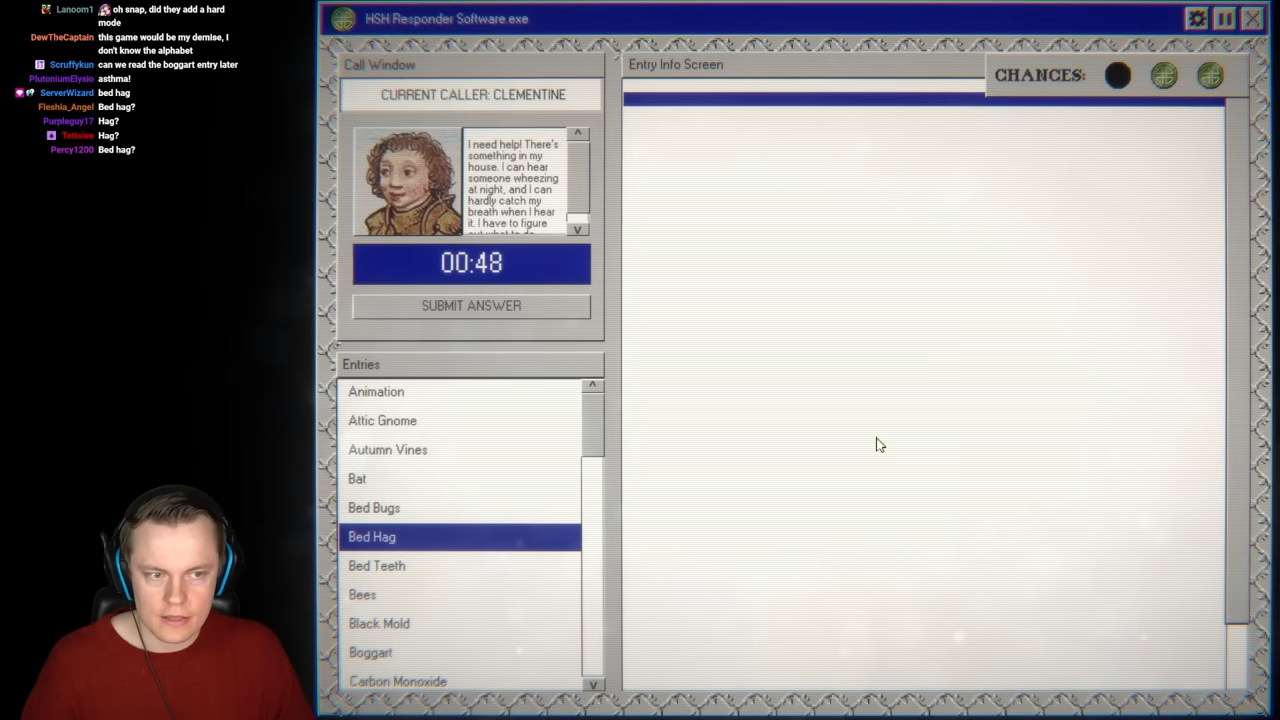 Lanoom1 oh snap, did they add a hard
mode
DewTheCaptain this game would be my demise, I
don't know the alphabet
Scruffykun can we read the boggart entry later
PlutoniumElysio asthma!
ServerWizard bed hag
Fleshia_Angel Bed hag?
Purpleguy17 Hag?
Tottsiee Hag?
Percy1200 Bed hag?
HSH Responder Software.exe
Call Window
CURRENT CALLER: CLEMENTINE
I need help! There's
something in my
house. I can hear
someone wheezing
at night, and I can
hardly catch my
breath when I hear
it. I have to figure
out what to do
00:48
SUBMIT ANSWER
Entries
Animation
Attic Gnome
Autumn Vines
Bat
Bed Bugs
Bed Hag
Bed Teeth
Bees
Black Mold
Boggart
Carbon Monoxide
Entry Info Screen
CHANCES: